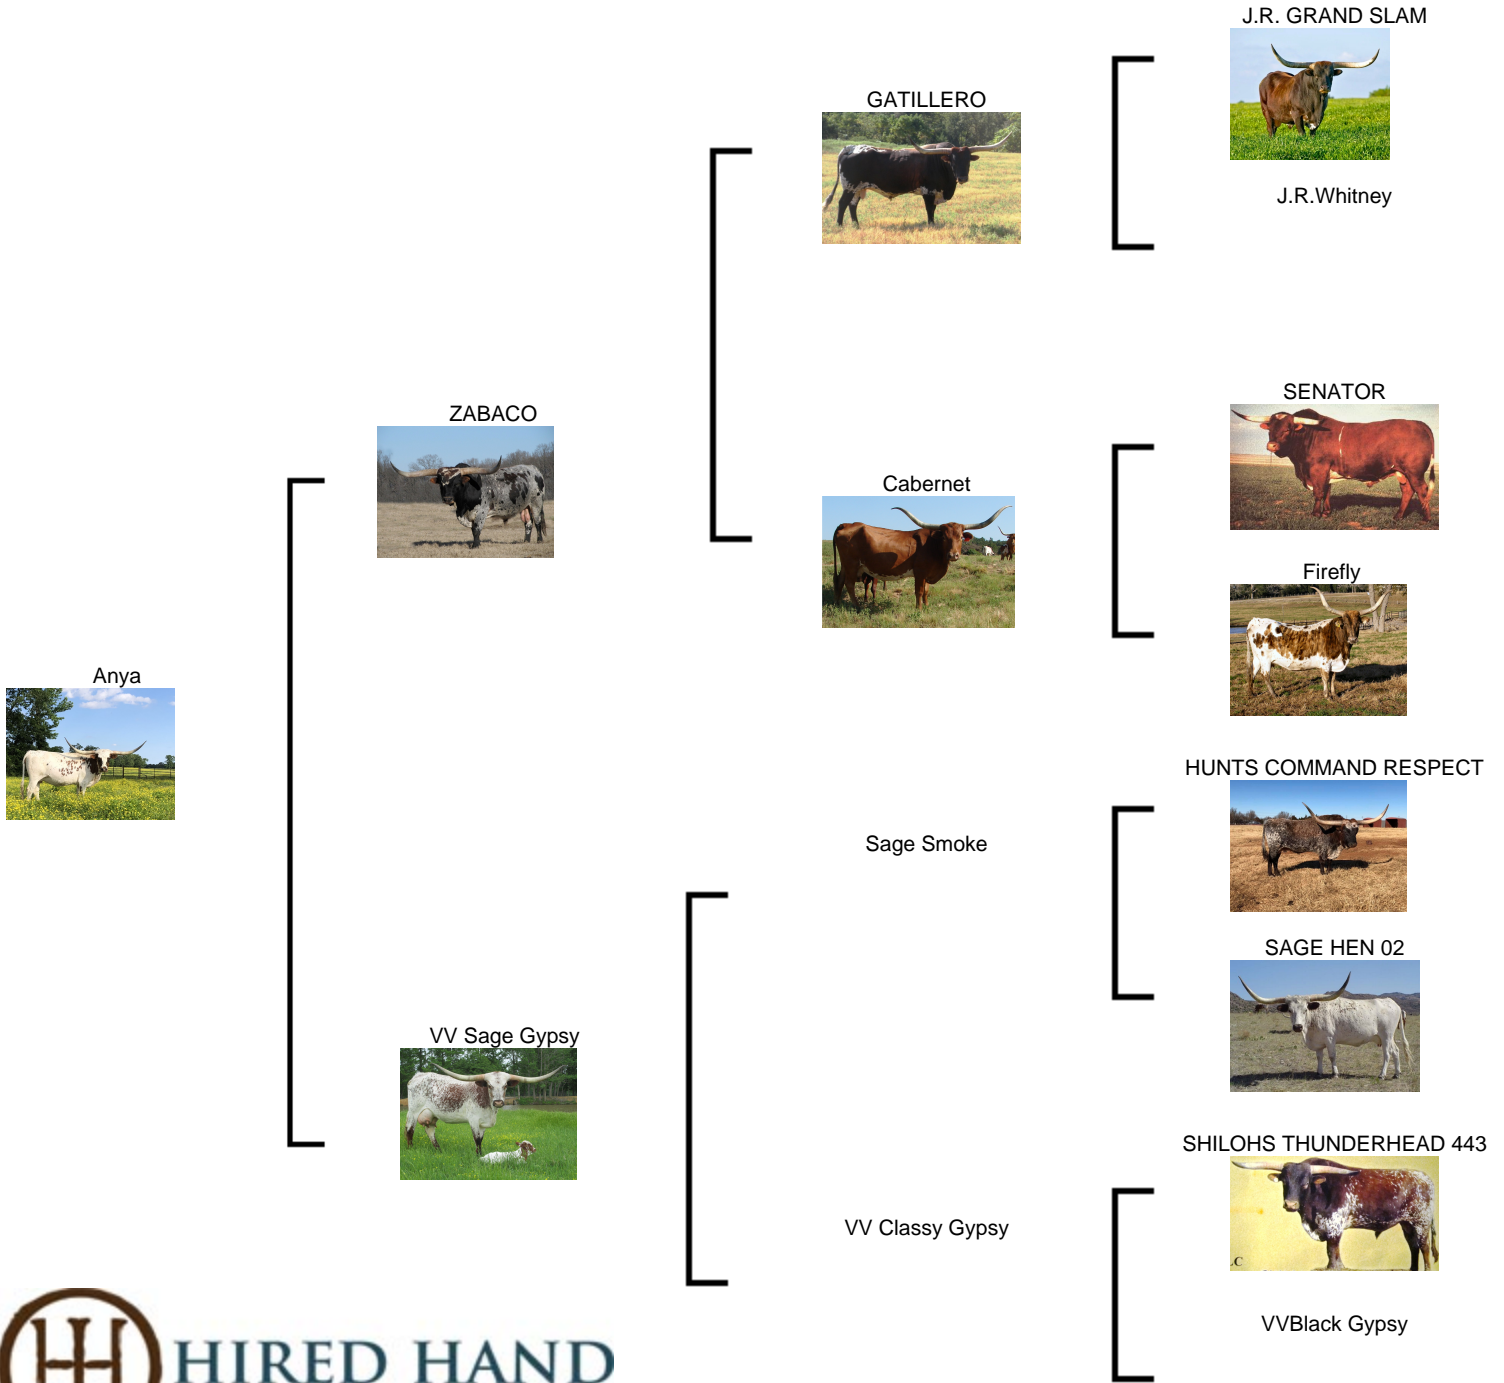 J.R. GRAND SLAM
GATILLERO
J.R.Whitney
SENATOR
ZABACO
Cabernet
Firefly
Anya
HUNTS COMMAND RESPECT
Sage Smoke
SAGE HEN 02
VV Sage Gypsy
SHILOHS THUNDERHEAD 443
VV Classy Gypsy
LC
VVBlack Gypsy
HIRED HAND